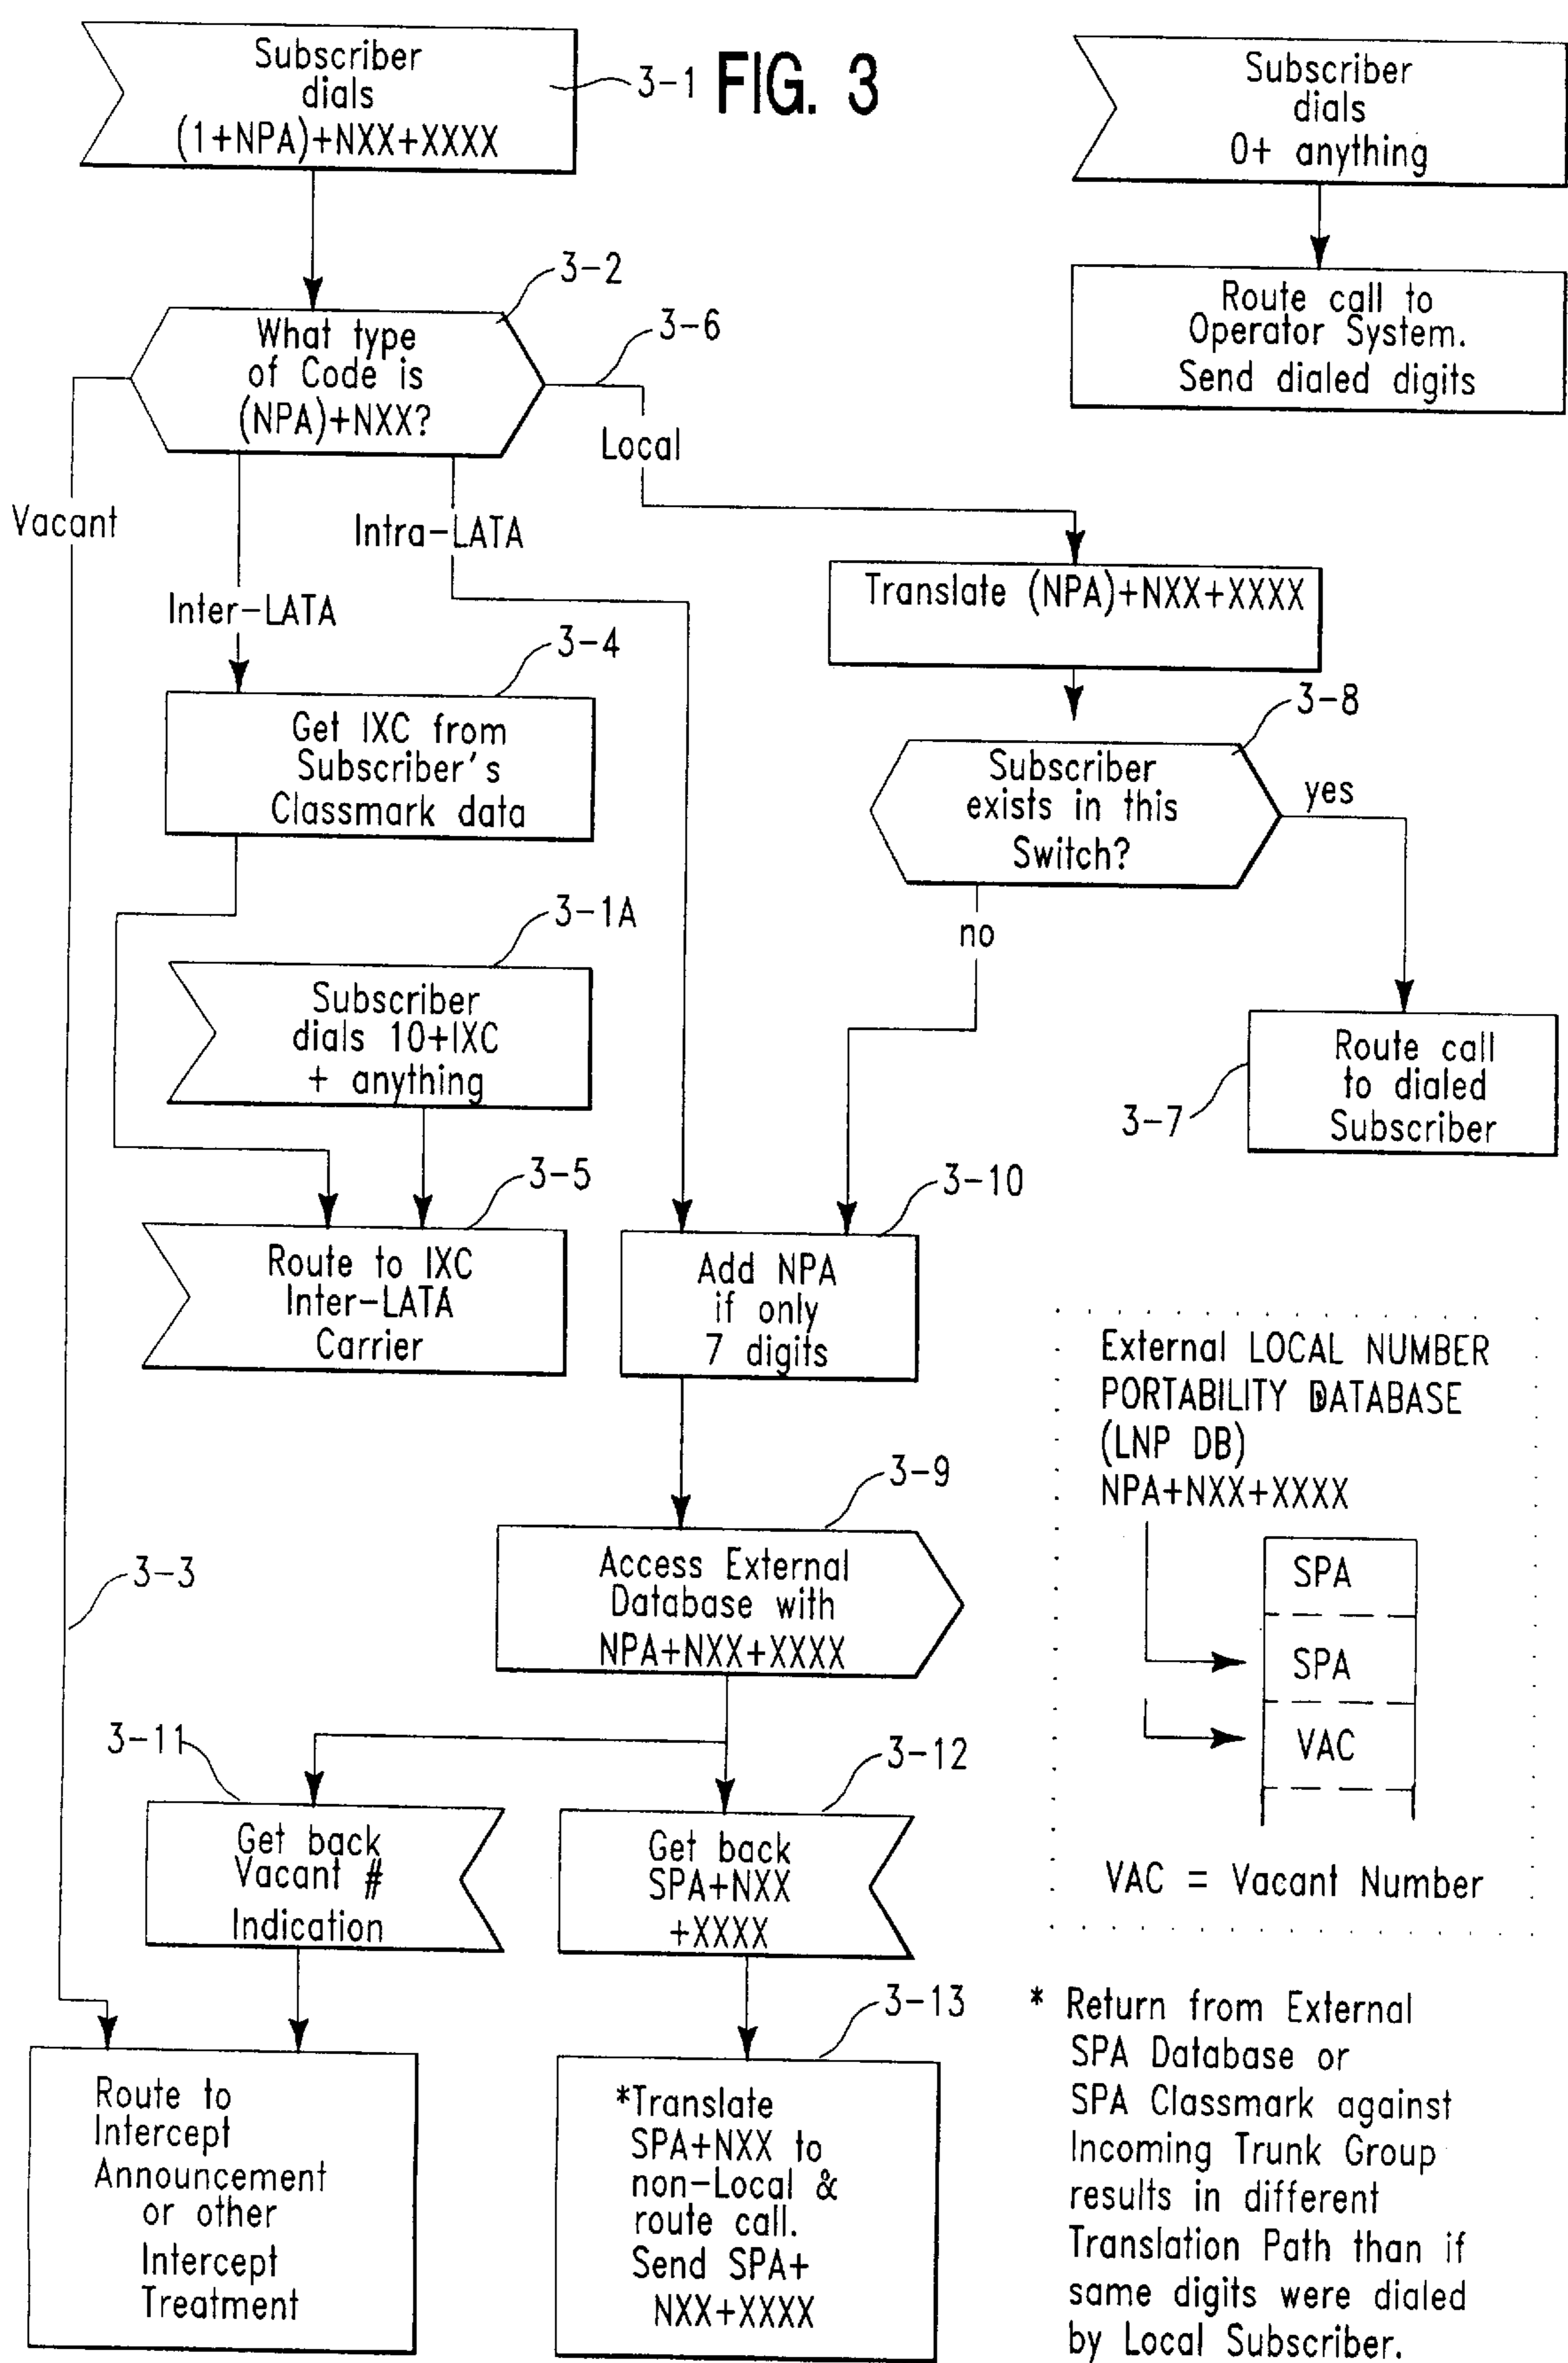 Subscriber
dials
(1+NPA)+NXX+XXXX
3-1
FIG. 3
Subscriber
dials
0+ anything
Route call to
Operator System.
Send dialed digits
3-2
What type
of Code is
(NPA)+NXX?
3-6
Local
Vacant
Intra-LATA
Inter-LATA
Translate (NPA)+NXX+XXXX
3-4
Get IXC from
Subscriber's
Classmark data
3-8
Subscriber
exists in this
Switch?
yes
no
3-1A
Subscriber
dials 10+IXC
+ anything
Route call
to dialed
Subscriber
3-7
3-5
Route to IXC
Inter-LATA
Carrier
3-10
Add NPA
if only
7 digits
External LOCAL NUMBER
PORTABILITY DATABASE
(LNP DB)
NPA+NXX+XXXX
SPA
SPA
VAC
VAC = Vacant Number
3-9
Access External
Database with
NPA+NXX+XXXX
3-3
3-11
Get back
Vacant #
Indication
3-12
Get back
SPA+NXX
+XXXX
Route to
Intercept
Announcement
or other
Intercept
Treatment
3-13
*Translate
SPA+NXX to
non-Local &
route call.
Send SPA+
NXX+XXXX
* Return from External
SPA Database or
SPA Classmark against
Incoming Trunk Group
results in different
Translation Path than if
same digits were dialed
by Local Subscriber.